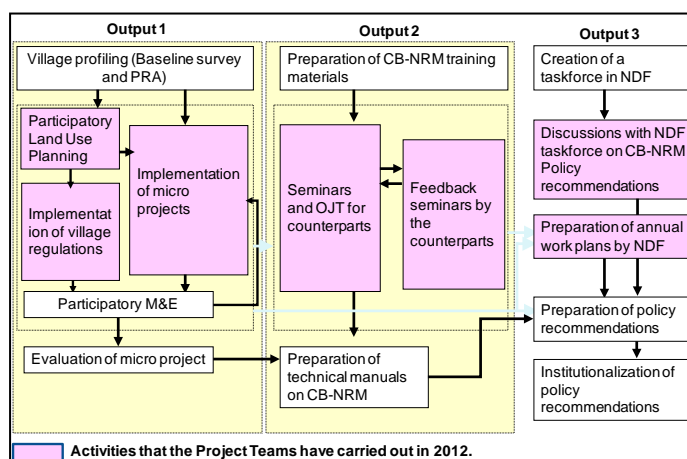 Output 1
Village profiling (Baseline survey
and PRA)
Participatory
Land Use
Planning
Implementation
of micro
projects
Implementat
ion of village
regulations
Participatory M&E
Evaluation of micro project
Output 2
Preparation of CB-NRM training
materials
Seminars
and OJT for
counterparts
Feedback
seminars by
the
counterparts
Preparation of
technical manuals
on CB-NRM
Output 3
Creation of a
taskforce in NDF
Discussions with NDF
taskforce on CB-NRM
Policy
recommendations
Preparation of annual
work plans by NDF
Preparation of policy
recommendations
Institutionalization of
policy
recommendations
Activities that the Project Teams have carried out in 2012.